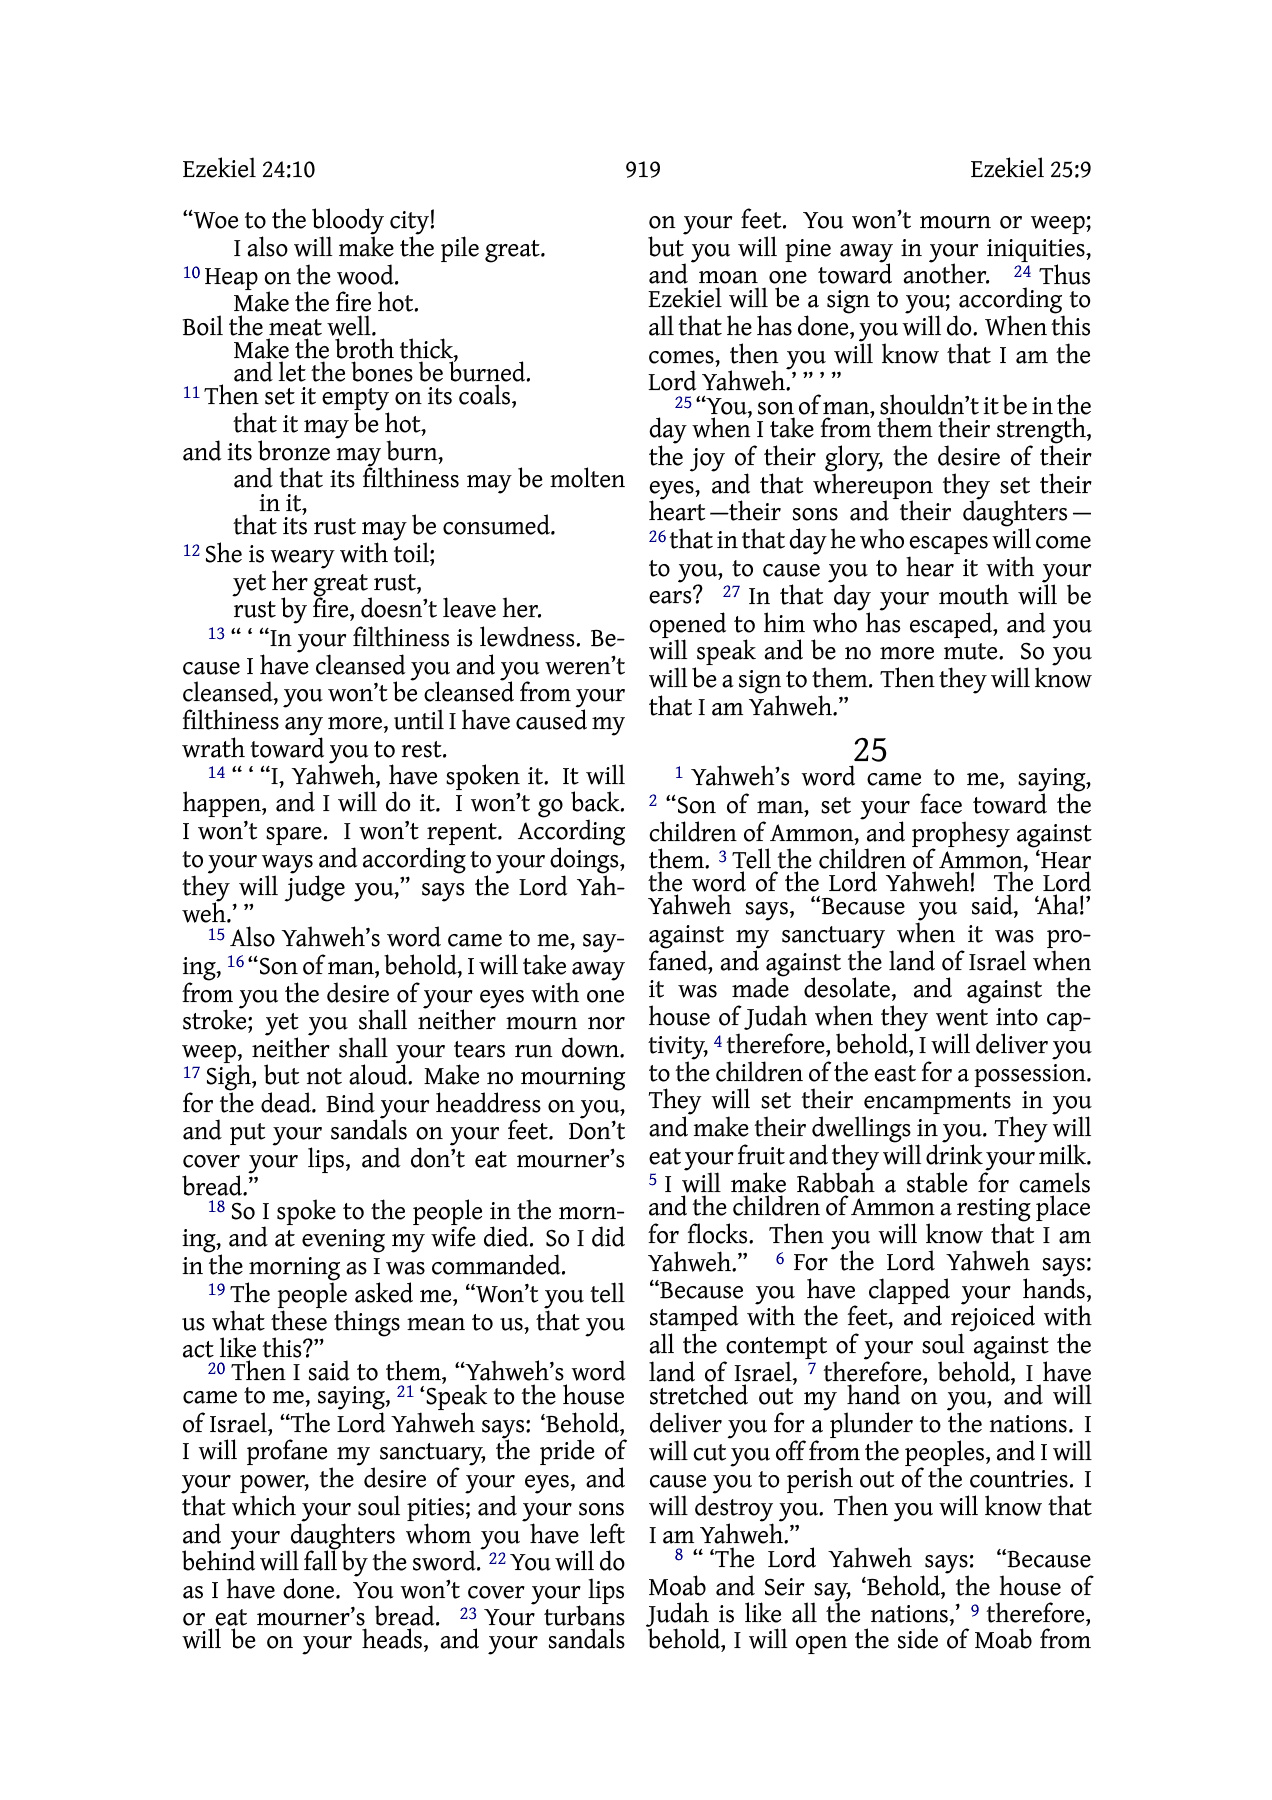 Ezekiel 24:10 919 Ezekiel 25:9
“Woe to the bloody city!
I also will make the pile great.
10 Heap on the wood.
Make the fire hot.
Boil the meat well.
Make the broth thick,
and let the bones be burned.
11 Then set it empty on its coals,
that it may be hot,
and its bronze may burn,
and that its filthiness may be molten
in it,
that its rust may be consumed.
12 She is weary with toil;
yet her great rust,
rust by fire, doesn’t leave her.
13 “ ‘ “In your filthiness is lewdness. Be-
cause I have cleansed you and you weren’t
cleansed, you won’t be cleansed from your
filthiness any more, until I have caused my
wrath toward you to rest.
14 “ ‘ “I, Yahweh, have spoken it. It will
happen, and I will do it. I won’t go back.
I won’t spare. I won’t repent. According
to your ways and according to your doings,
they will judge you,” says the Lord Yah-
weh.’ ”
15 Also Yahweh’s word came to me, say-
ing, 16 “Son of man, behold, I will take away
from you the desire of your eyes with one
stroke; yet you shall neither mourn nor
weep, neither shall your tears run down.
17 Sigh, but not aloud. Make no mourning
for the dead. Bind your headdress on you,
and put your sandals on your feet. Don’t
cover your lips, and don’t eat mourner’s
bread.”
18 So I spoke to the people in the morn-
ing, and at evening my wife died. So I did
in the morning as I was commanded.
19 The people asked me, “Won’t you tell
us what these things mean to us, that you
act like this?”
20 Then I said to them, “Yahweh’s word
came to me, saying, 21 ‘Speak to the house
of Israel, “The Lord Yahweh says: ‘Behold,
I will profane my sanctuary, the pride of
your power, the desire of your eyes, and
that which your soul pities; and your sons
and your daughters whom you have left
behind will fall by the sword. 22 You will do
as I have done. You won’t cover your lips
or eat mourner’s bread. 23 Your turbans
will be on your heads, and your sandals
on your feet. You won’t mourn or weep;
but you will pine away in your iniquities,
and moan one toward another. 24 Thus
Ezekiel will be a sign to you; according to
all that he has done, you will do. When this
comes, then you will know that I am the
Lord Yahweh.’ ” ’ ”
25 “You, son of man, shouldn’t it be in the
day when I take from them their strength,
the joy of their glory, the desire of their
eyes, and that whereupon they set their
heart—their sons and their daughters—
26 that in that day he who escapes will come
to you, to cause you to hear it with your
ears? 27 In that day your mouth will be
opened to him who has escaped, and you
will speak and be no more mute. So you
will be a sign to them. Then they will know
that I am Yahweh.”
25
1 Yahweh’s word came to me, saying,
2 “Son of man, set your face toward the
children of Ammon, and prophesy against
them. 3 Tell the children of Ammon, ‘Hear
the word of the Lord Yahweh! The Lord
Yahweh says, “Because you said, ‘Aha!’
against my sanctuary when it was pro-
faned, and against the land of Israel when
it was made desolate, and against the
house of Judah when they went into cap-
tivity, 4 therefore, behold, I will deliver you
to the children of the east for a possession.
They will set their encampments in you
and make their dwellings in you. They will
eat your fruit and they will drink your milk.
5 I will make Rabbah a stable for camels
and the children of Ammon a resting place
for flocks. Then you will know that I am
Yahweh.” 6 For the Lord Yahweh says:
“Because you have clapped your hands,
stamped with the feet, and rejoiced with
all the contempt of your soul against the
land of Israel, 7 therefore, behold, I have
stretched out my hand on you, and will
deliver you for a plunder to the nations. I
will cut you off from the peoples, and I will
cause you to perish out of the countries. I
will destroy you. Then you will know that
I am Yahweh.”
8 “ ‘The Lord Yahweh says: “Because
Moab and Seir say, ‘Behold, the house of
Judah is like all the nations,’ 9 therefore,
behold, I will open the side of Moab from